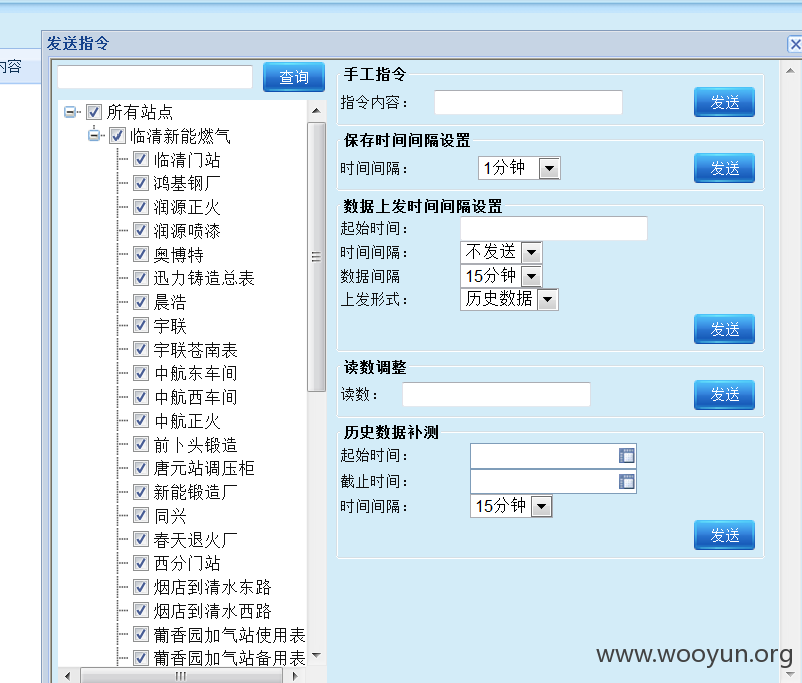 发送指令
内容
查询
所有站点
临清新能燃气
临清门站
鸿基钢厂
润源正火
润源喷漆
奥博特
迅力铸造总表
晨浩
宇联
宇联苍南表
中航东车间
中航西车间
中航正火
前卜头锻造
唐元站调压柜
新能锻造厂
同兴
春天退火厂
西分门站
烟店到清水东路
烟店到清水西路
葡香园加气站使用表
葡香园加气站备用表
手工指令
指令内容：
发送
保存时间间隔设置
时间间隔：
1分钟
发送
数据上发时间间隔设置
起始时间：
时间间隔：
不发送
数据间隔
15分钟
上发形式：
历史数据
发送
读数调整
读数：
发送
历史数据补测
起始时间：
截止时间：
时间间隔：
15分钟
发送
www.wooyun.org